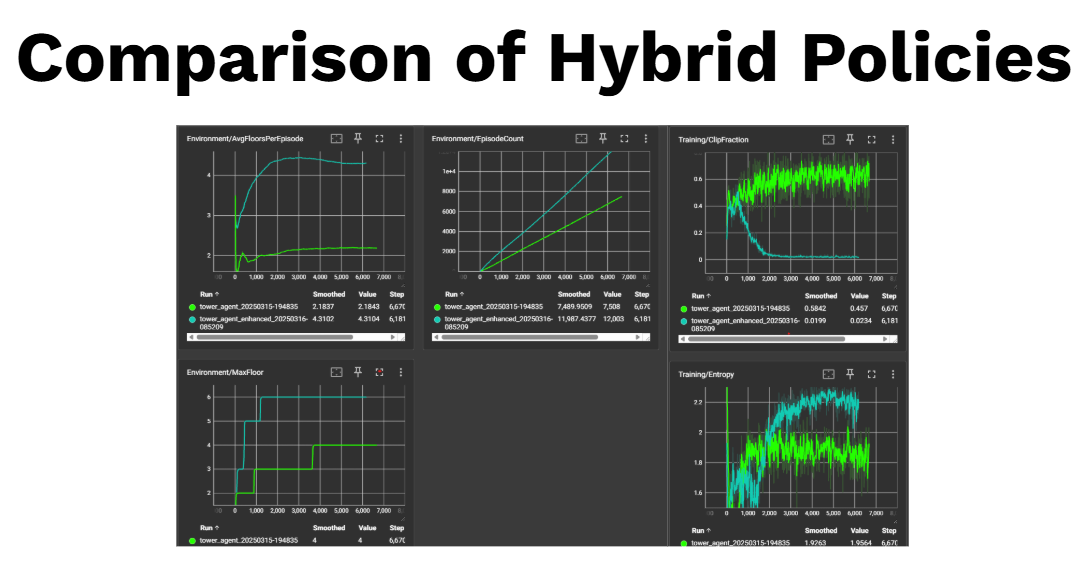 Comparison of Hybrid Policies
Environment/AvgFloorsPerEpisode
4
3
2
0 1,000 2,000 3,000 4,000 5,000 6,000 7,000
Run ↑ Smoothed Value Step
tower_agent_20250315-194835 2.1837 2.1843 6,670
tower_agent_enhanced_20250316- 4.3102 4.3104 6,181
085209
Environment/EpisodeCount
1e+4
8000
6000
4000
2000
0 1,000 2,000 3,000 4,000 5,000 6,000 7,000
Run ↑ Smoothed Value Step
tower_agent_20250315-194835 7,489.9509 7,508 6,670
tower_agent_enhanced_20250316- 11,987.4377 12,003 6,181
085209
Training/ClipFraction
0.6
0.4
0.2
0
0 1,000 2,000 3,000 4,000 5,000 6,000 7,000
Run ↑ Smoothed Value Step
tower_agent_20250315-194835 0.5842 0.457 6,670
tower_agent_enhanced_20250316- 0.0199 0.0234 6,181
085209
Environment/MaxFloor
6
5
4
3
2
0 1,000 2,000 3,000 4,000 5,000 6,000 7,000
Run ↑ Smoothed Value Step
tower_agent_20250315-194835 4 4 6,670
Training/Entropy
2.2
2
1.8
1.6
0 1,000 2,000 3,000 4,000 5,000 6,000 7,000
Run ↑ Smoothed Value Step
tower_agent_20250315-194835 1.9263 1.9564 6,670